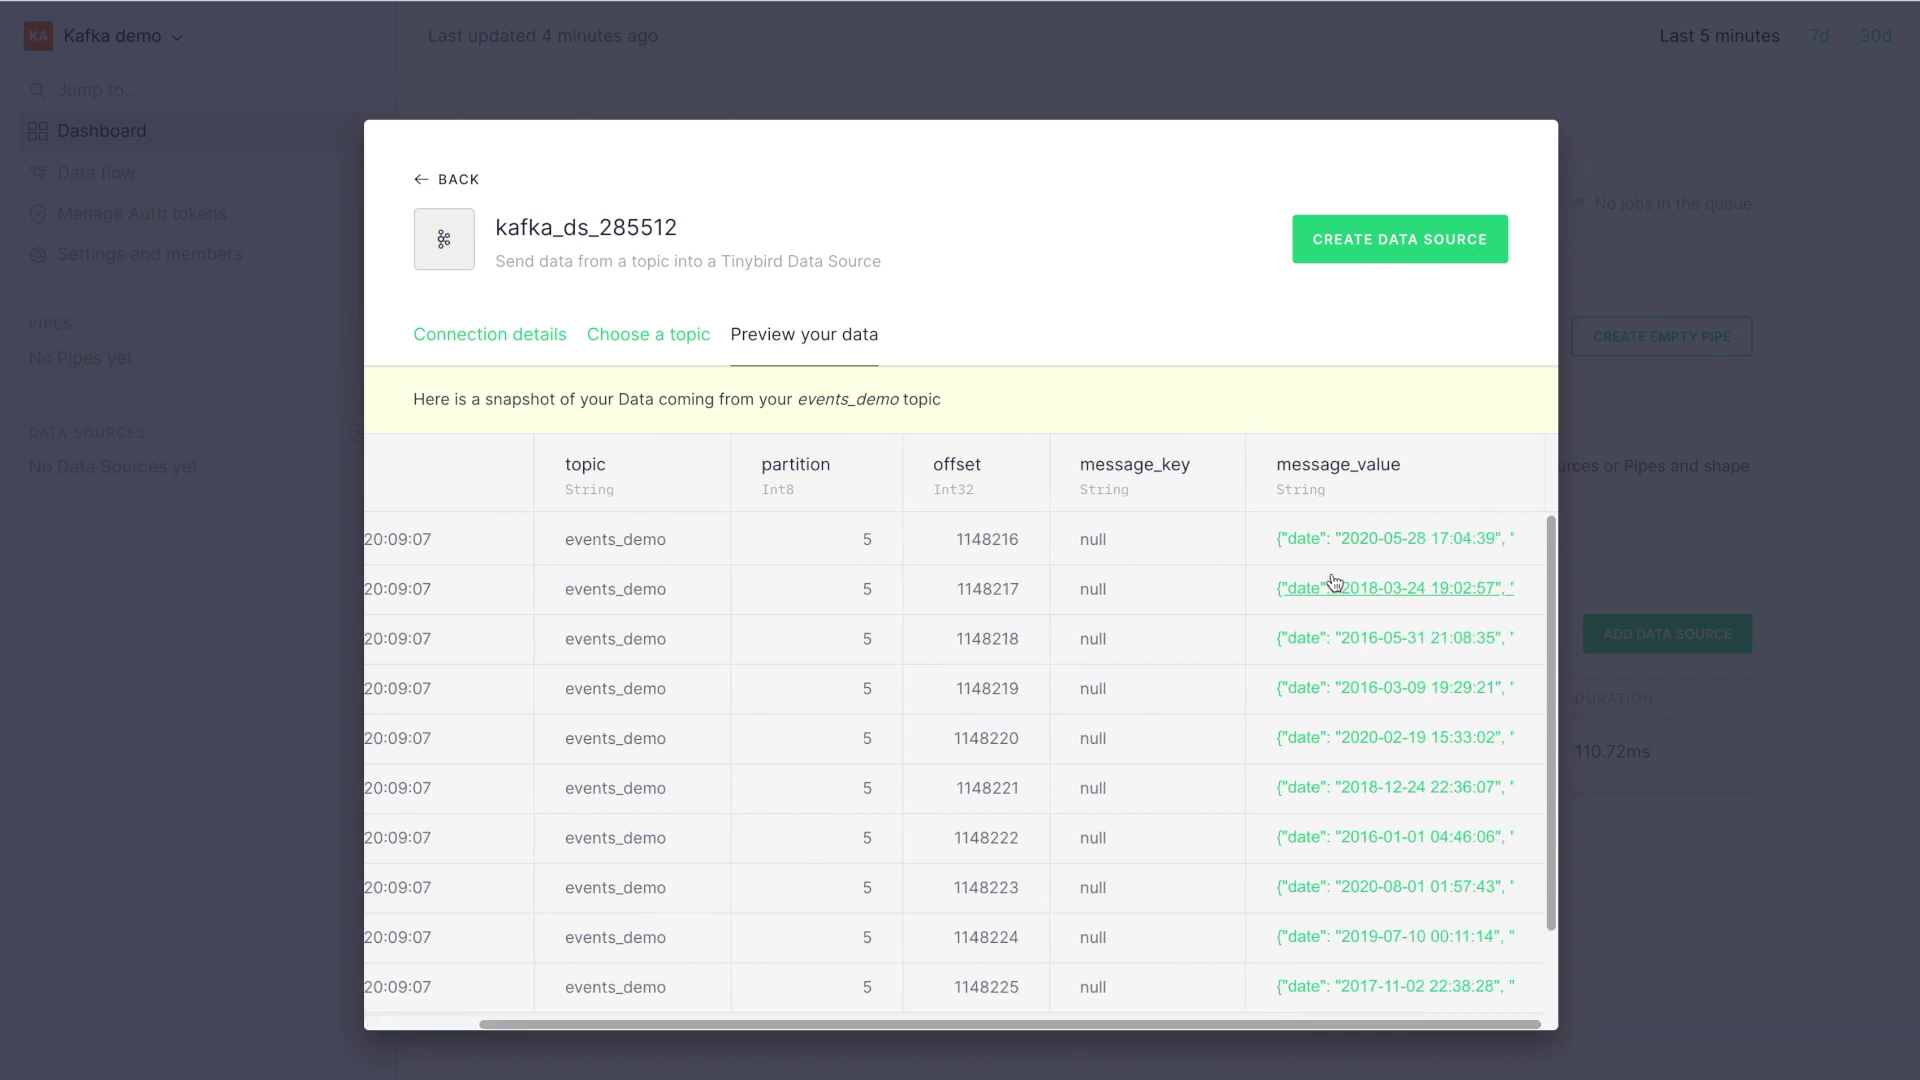 KA Kafka demo
Last updated 4 minutes ago
Last 5 minutes 7d 30d
Jump to...
Dashboard
Data flow
Manage Auth tokens
Settings and members
PIPES
No Pipes yet
DATA SOURCES
No Data Sources yet
← BACK
kafka_ds_285512
Send data from a topic into a Tinybird Data Source
CREATE DATA SOURCE
Connection details Choose a topic Preview your data
Here is a snapshot of your Data coming from your events_demo topic
topic partition offset message_key message_value
String Int8 Int32 String String
20:09:07 events_demo 5 1148216 null {"date": "2020-05-28 17:04:39", "
20:09:07 events_demo 5 1148217 null {"date": "2018-03-24 19:02:57", "
20:09:07 events_demo 5 1148218 null {"date": "2016-05-31 21:08:35", "
20:09:07 events_demo 5 1148219 null {"date": "2016-03-09 19:29:21", "
20:09:07 events_demo 5 1148220 null {"date": "2020-02-19 15:33:02", "
20:09:07 events_demo 5 1148221 null {"date": "2018-12-24 22:36:07", "
20:09:07 events_demo 5 1148222 null {"date": "2016-01-01 04:46:06", "
20:09:07 events_demo 5 1148223 null {"date": "2020-08-01 01:57:43", "
20:09:07 events_demo 5 1148224 null {"date": "2019-07-10 00:11:14", "
20:09:07 events_demo 5 1148225 null {"date": "2017-11-02 22:38:28", "
No jobs in the queue
CREATE EMPTY PIPE
or Pipes and shape
ADD DATA SOURCE
DURATION
110.72ms